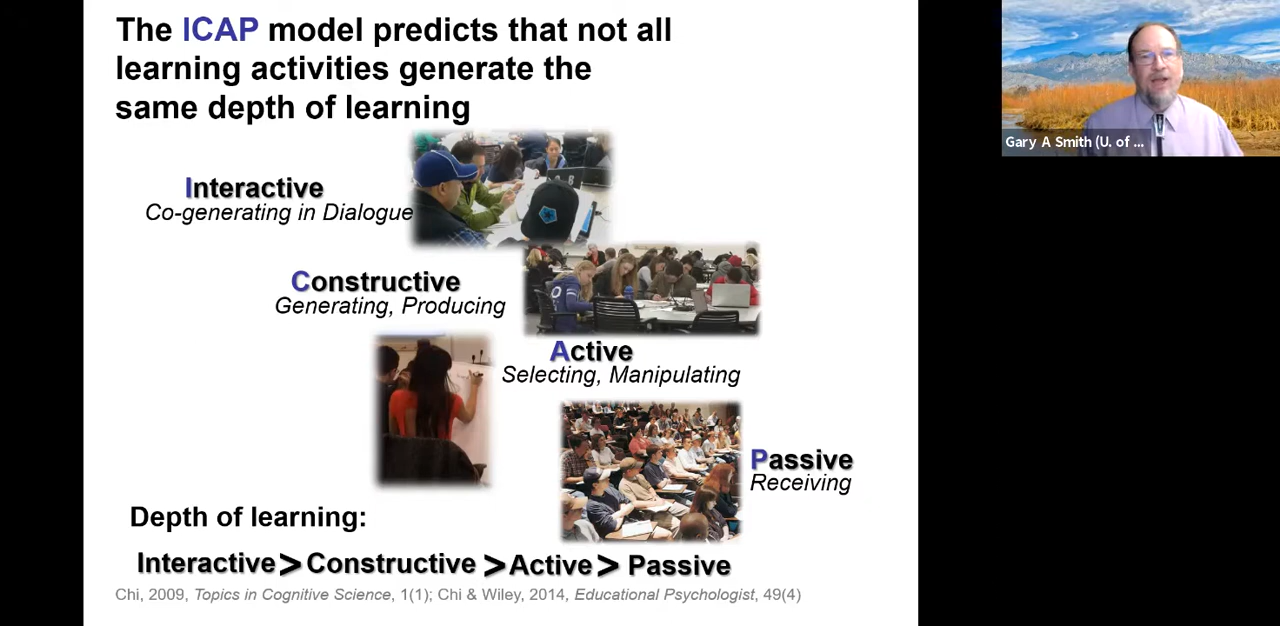 The ICAP model predicts that not all
learning activities generate the
same depth of learning
Gary A Smith (U. of ...
Interactive
Co-generating in Dialogue
Constructive
Generating, Producing
Active
Selecting, Manipulating
Passive
Receiving
Depth of learning:
Interactive > Constructive > Active > Passive
Chi, 2009, Topics in Cognitive Science, 1(1); Chi & Wiley, 2014, Educational Psychologist, 49(4)